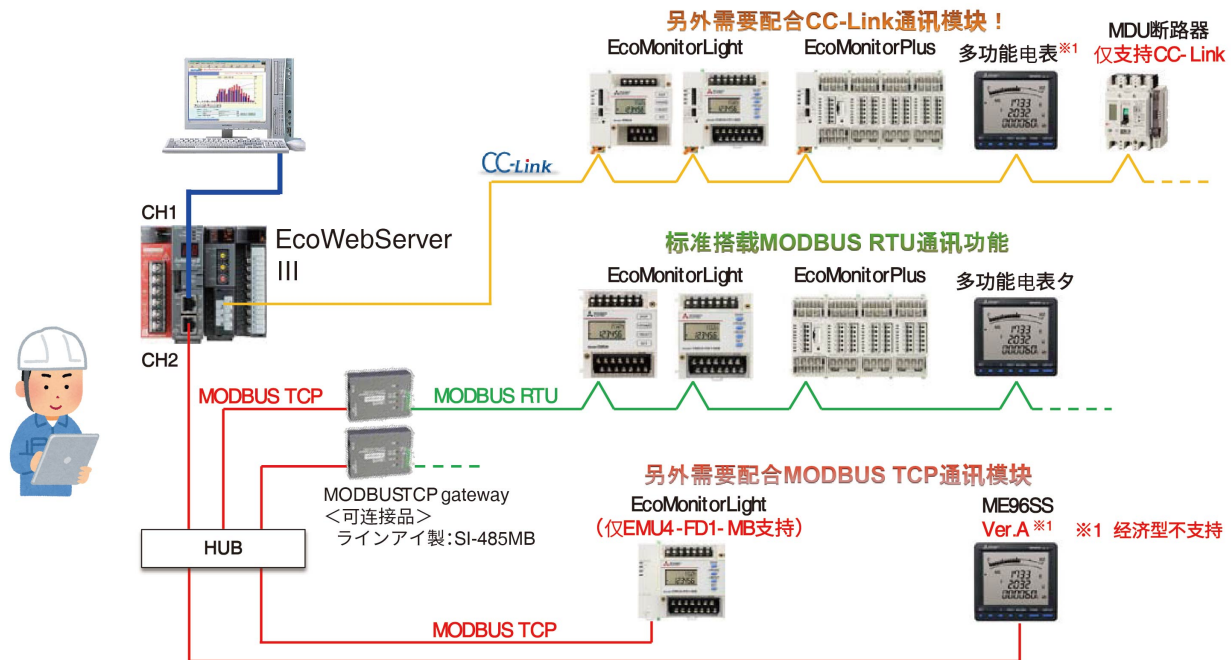 另外需要配合CC-Link通讯模块！
EcoMonitorLight
EcoMonitorPlus
多功能电表※1
MDU断路器
仅支持CC-Link
CC-Link
CH1
EcoWebServer
III
CH2
标准搭载MODBUS RTU通讯功能
EcoMonitorLight
EcoMonitorPlus
多功能电表タ
MODBUS TCP
MODBUS RTU
MODBUSTCP gateway
＜可连接品＞
ラインアイ製：SI-485MB
HUB
另外需要配合MODBUS TCP通讯模块
EcoMonitorLight
（仅EMU4-FD1-MB支持）
ME96SS
Ver.A※1
※1 经济型不支持
MODBUS TCP